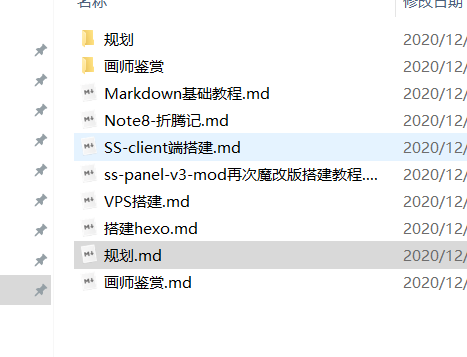 名称 修改日期
规划 2020/12/
画师鉴赏 2020/12/
Markdown基础教程.md 2020/12/
Note8-折腾记.md 2020/12/
SS-client端搭建.md 2020/12/
ss-panel-v3-mod再次魔改版搭建教程.... 2020/12/
VPS搭建.md 2020/12/
搭建hexo.md 2020/12/
规划.md 2020/12/
画师鉴赏.md 2020/12/